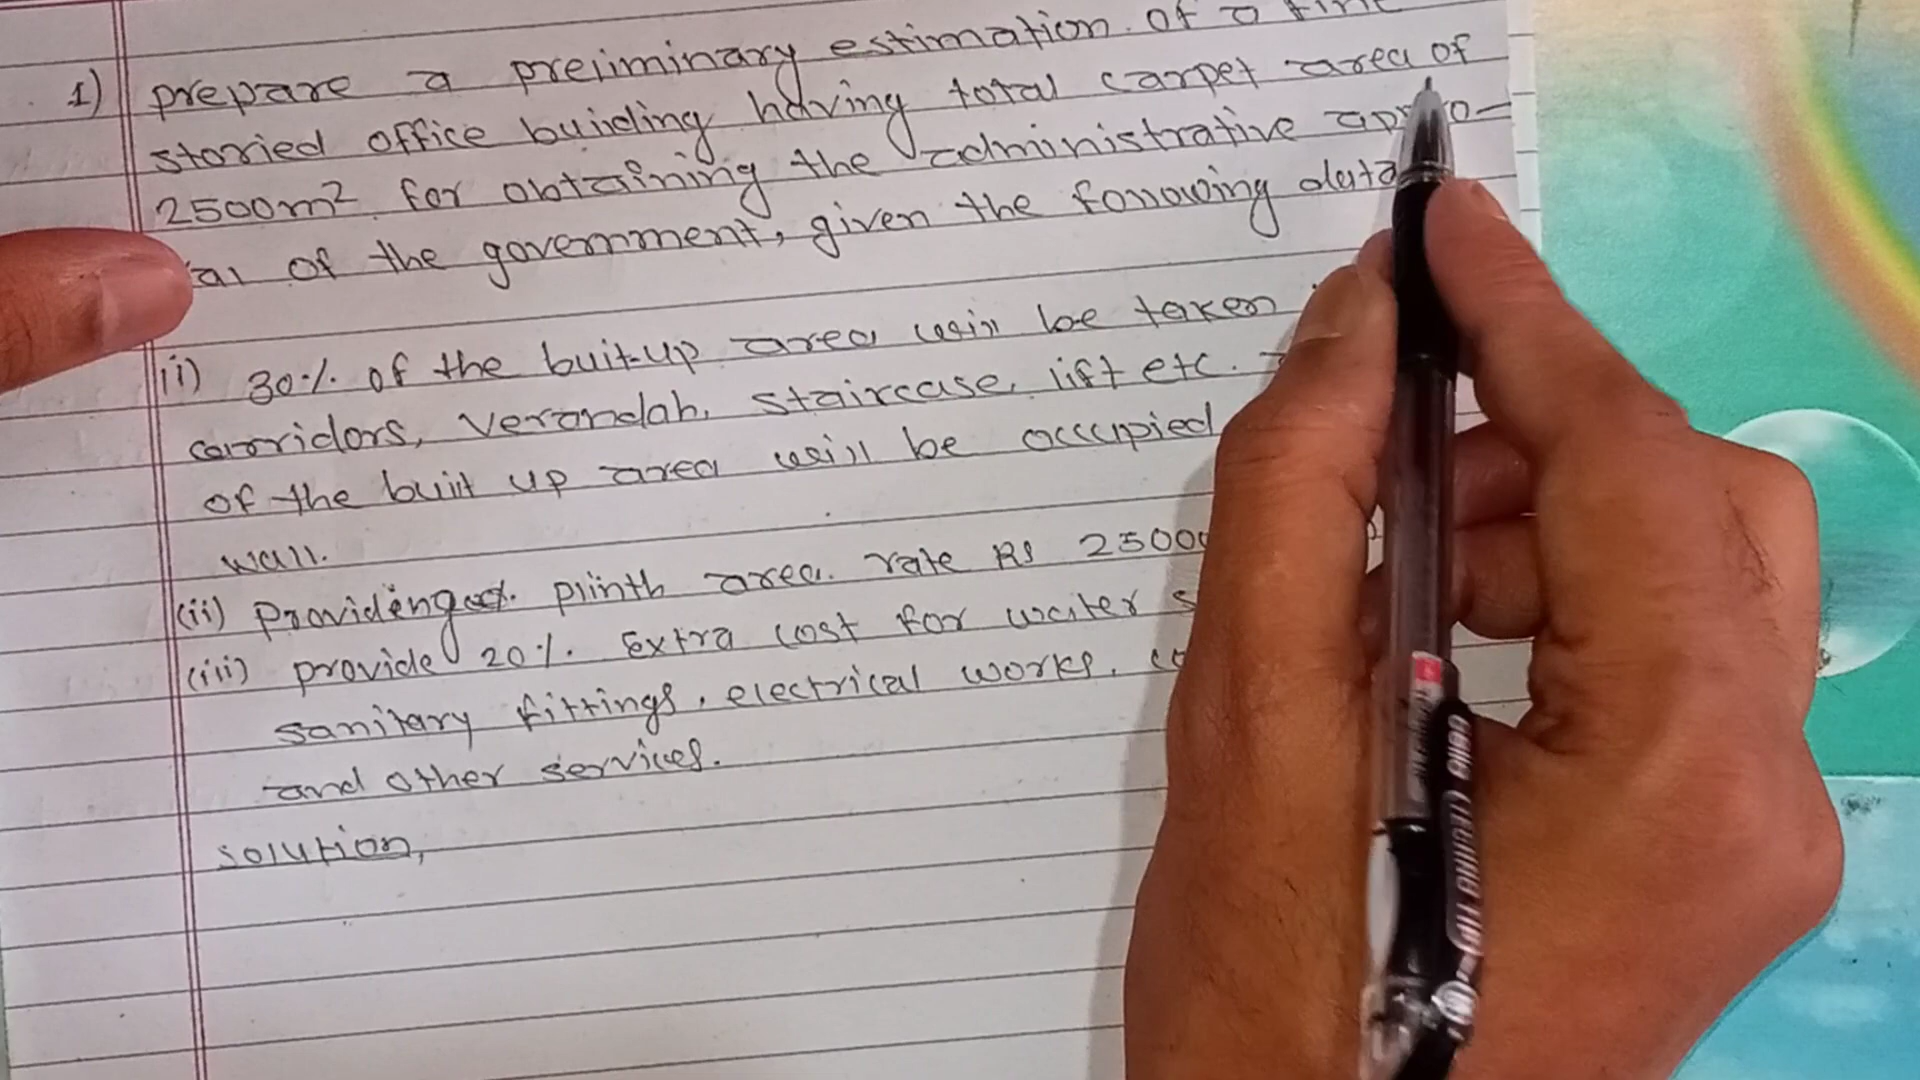 1) prepare a preliminary estimation of a
storied office building having total carpet area of
2500m² for obtaining the administrative
al of the government, given the following data
ii) 30% of the buit-up area will be taken
corridors, verandah, staircase, lift etc.
of the built up area will be occupied
wall.
(ii) Providing plinth area rate RS
(iii) provide 20% Extra cost for water
sanitary fittings, electrical works,
and other services.
solution,